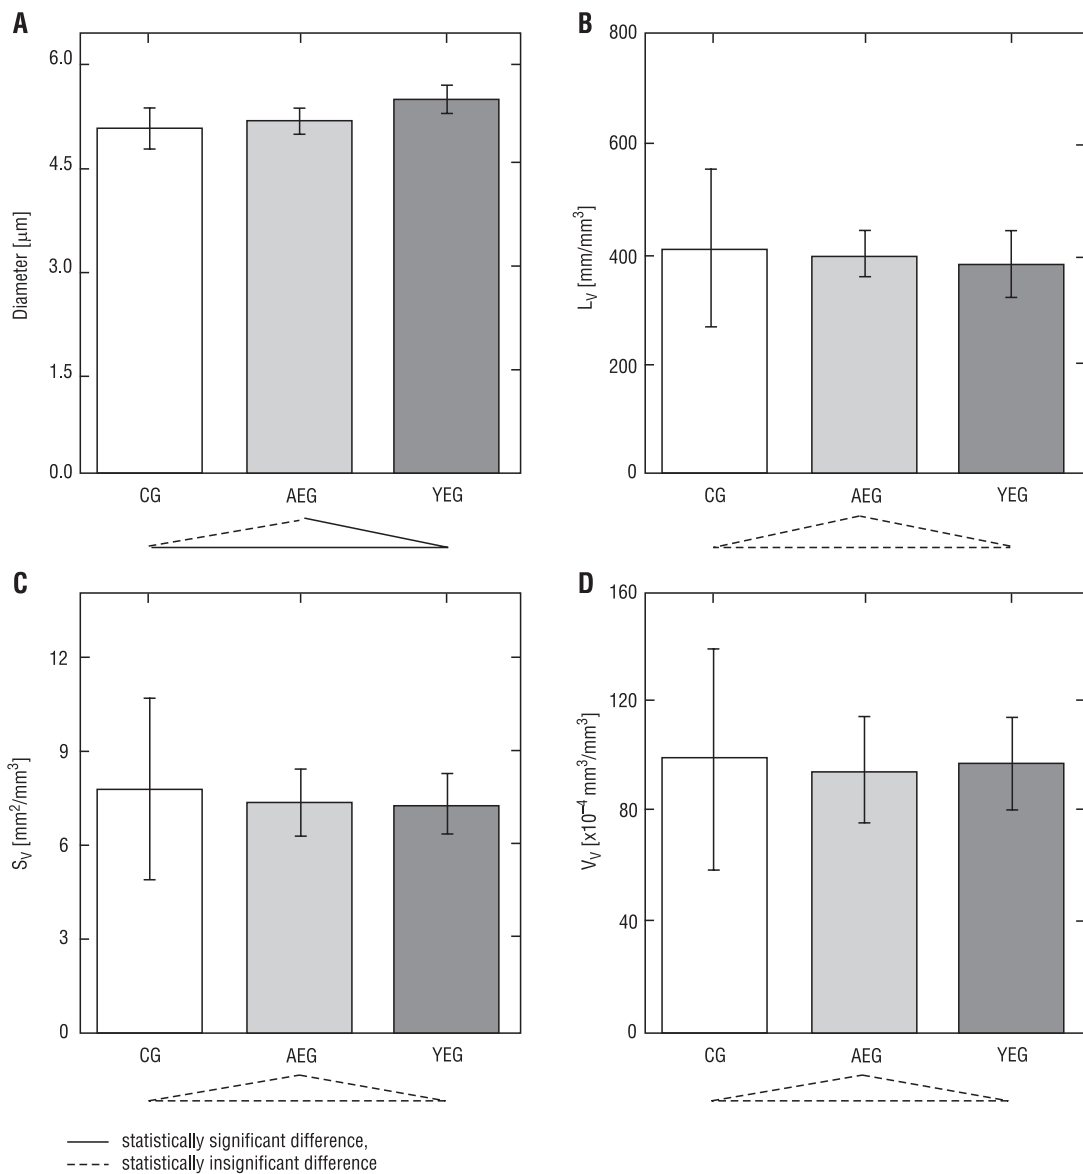 A
6.0
4.5
3.0
1.5
0.0
Diameter [μm]
CG AEG YEG
B
800
600
400
200
0
L_V [mm/mm³]
CG AEG YEG
C
12
9
6
3
0
S_V [mm²/mm³]
CG AEG YEG
D
160
120
80
40
0
V_V [x10⁻⁴ mm³/mm³]
CG AEG YEG
statistically significant difference,
statistically insignificant difference